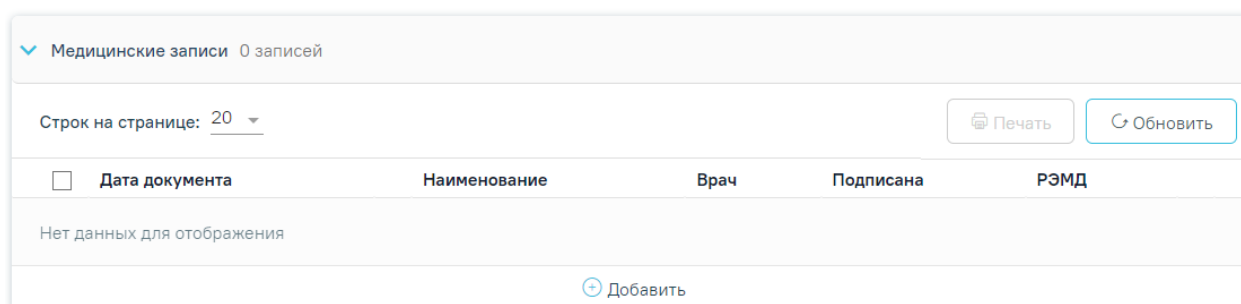 Медицинские записи 0 записей
Строк на странице: 20 Печать Обновить
Дата документа Наименование Врач Подписана РЭМД
Нет данных для отображения
Добавить